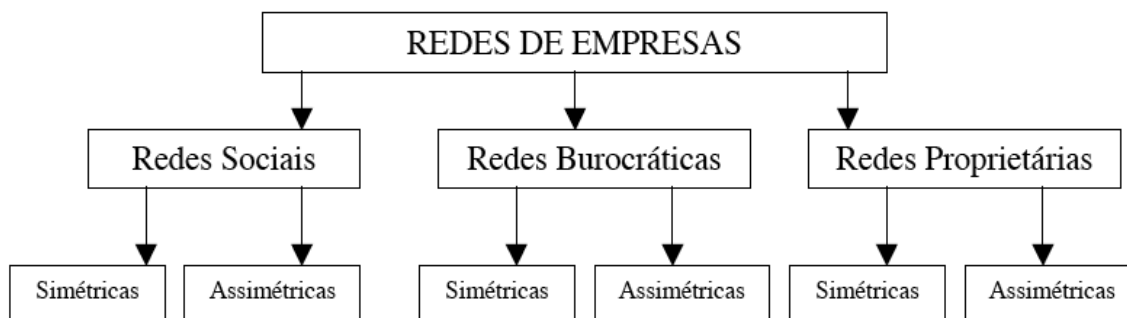 REDES DE EMPRESAS
Redes Sociais
Redes Burocráticas
Redes Proprietárias
Simétricas
Assimétricas
Simétricas
Assimétricas
Simétricas
Assimétricas